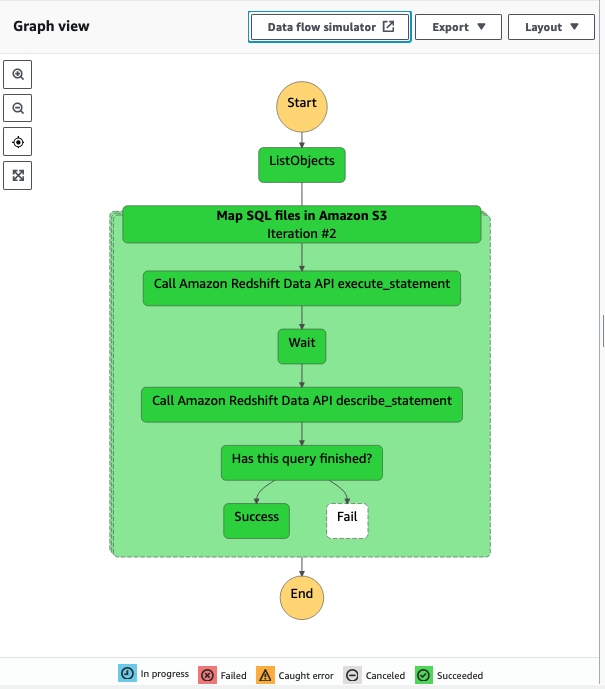 Graph view
Data flow simulator
Export
Layout
Start
ListObjects
Map SQL files in Amazon S3
Iteration #2
Call Amazon Redshift Data API execute_statement
Wait
Call Amazon Redshift Data API describe_statement
Has this query finished?
Success
Fail
End
In progress
Failed
Caught error
Canceled
Succeeded